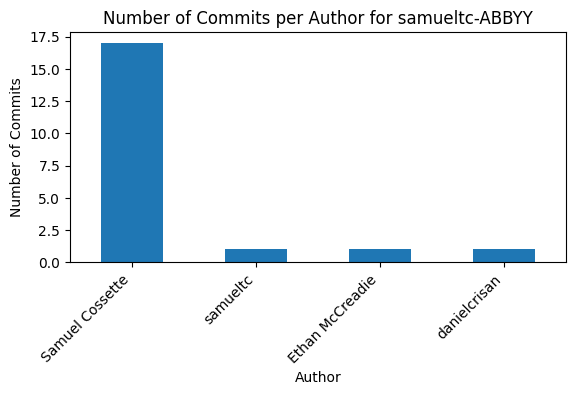 Number of Commits per Author for samueltc-ABBYY
Number of Commits
17.5
15.0
12.5
10.0
7.5
5.0
2.5
0.0
Samuel Cossette
samueltc
Ethan McCreadie
danielcrisan
Author